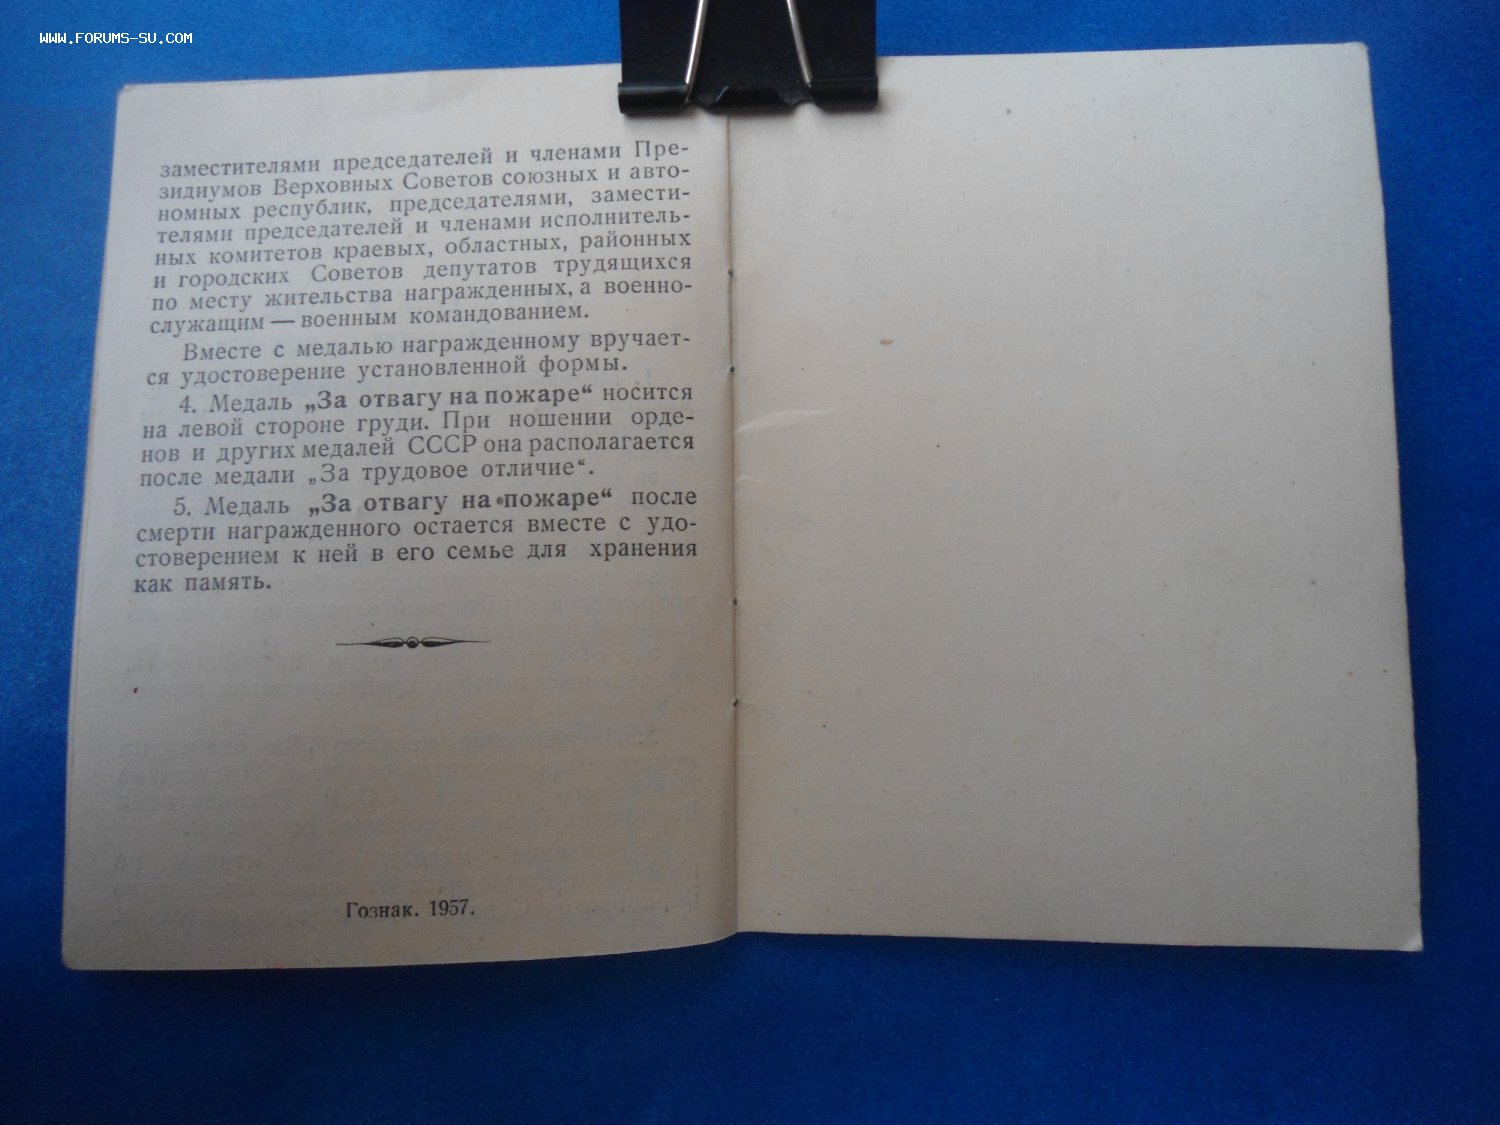 WWW.FORUMS-SU.COM
заместителями председателей и членами Пре-
зидиумов Верховных Советов союзных и авто-
номных республик, председателями, замести-
телями председателей и членами исполнитель-
ных комитетов краевых, областных, районных
и городских Советов депутатов трудящихся
по месту жительства награжденных, а военно-
служащим — военным командованием.
Вместе с медалью награжденному вручает-
ся удостоверение установленной формы.
4. Медаль „За отвагу на пожаре“ носится
на левой стороне груди. При ношении орде-
нов и других медалей СССР она располагается
после медали „За трудовое отличие“.
5. Медаль „За отвагу на пожаре“ после
смерти награжденного остается вместе с удо-
стоверением к ней в его семье для хранения
как память.
Гознак. 1957.